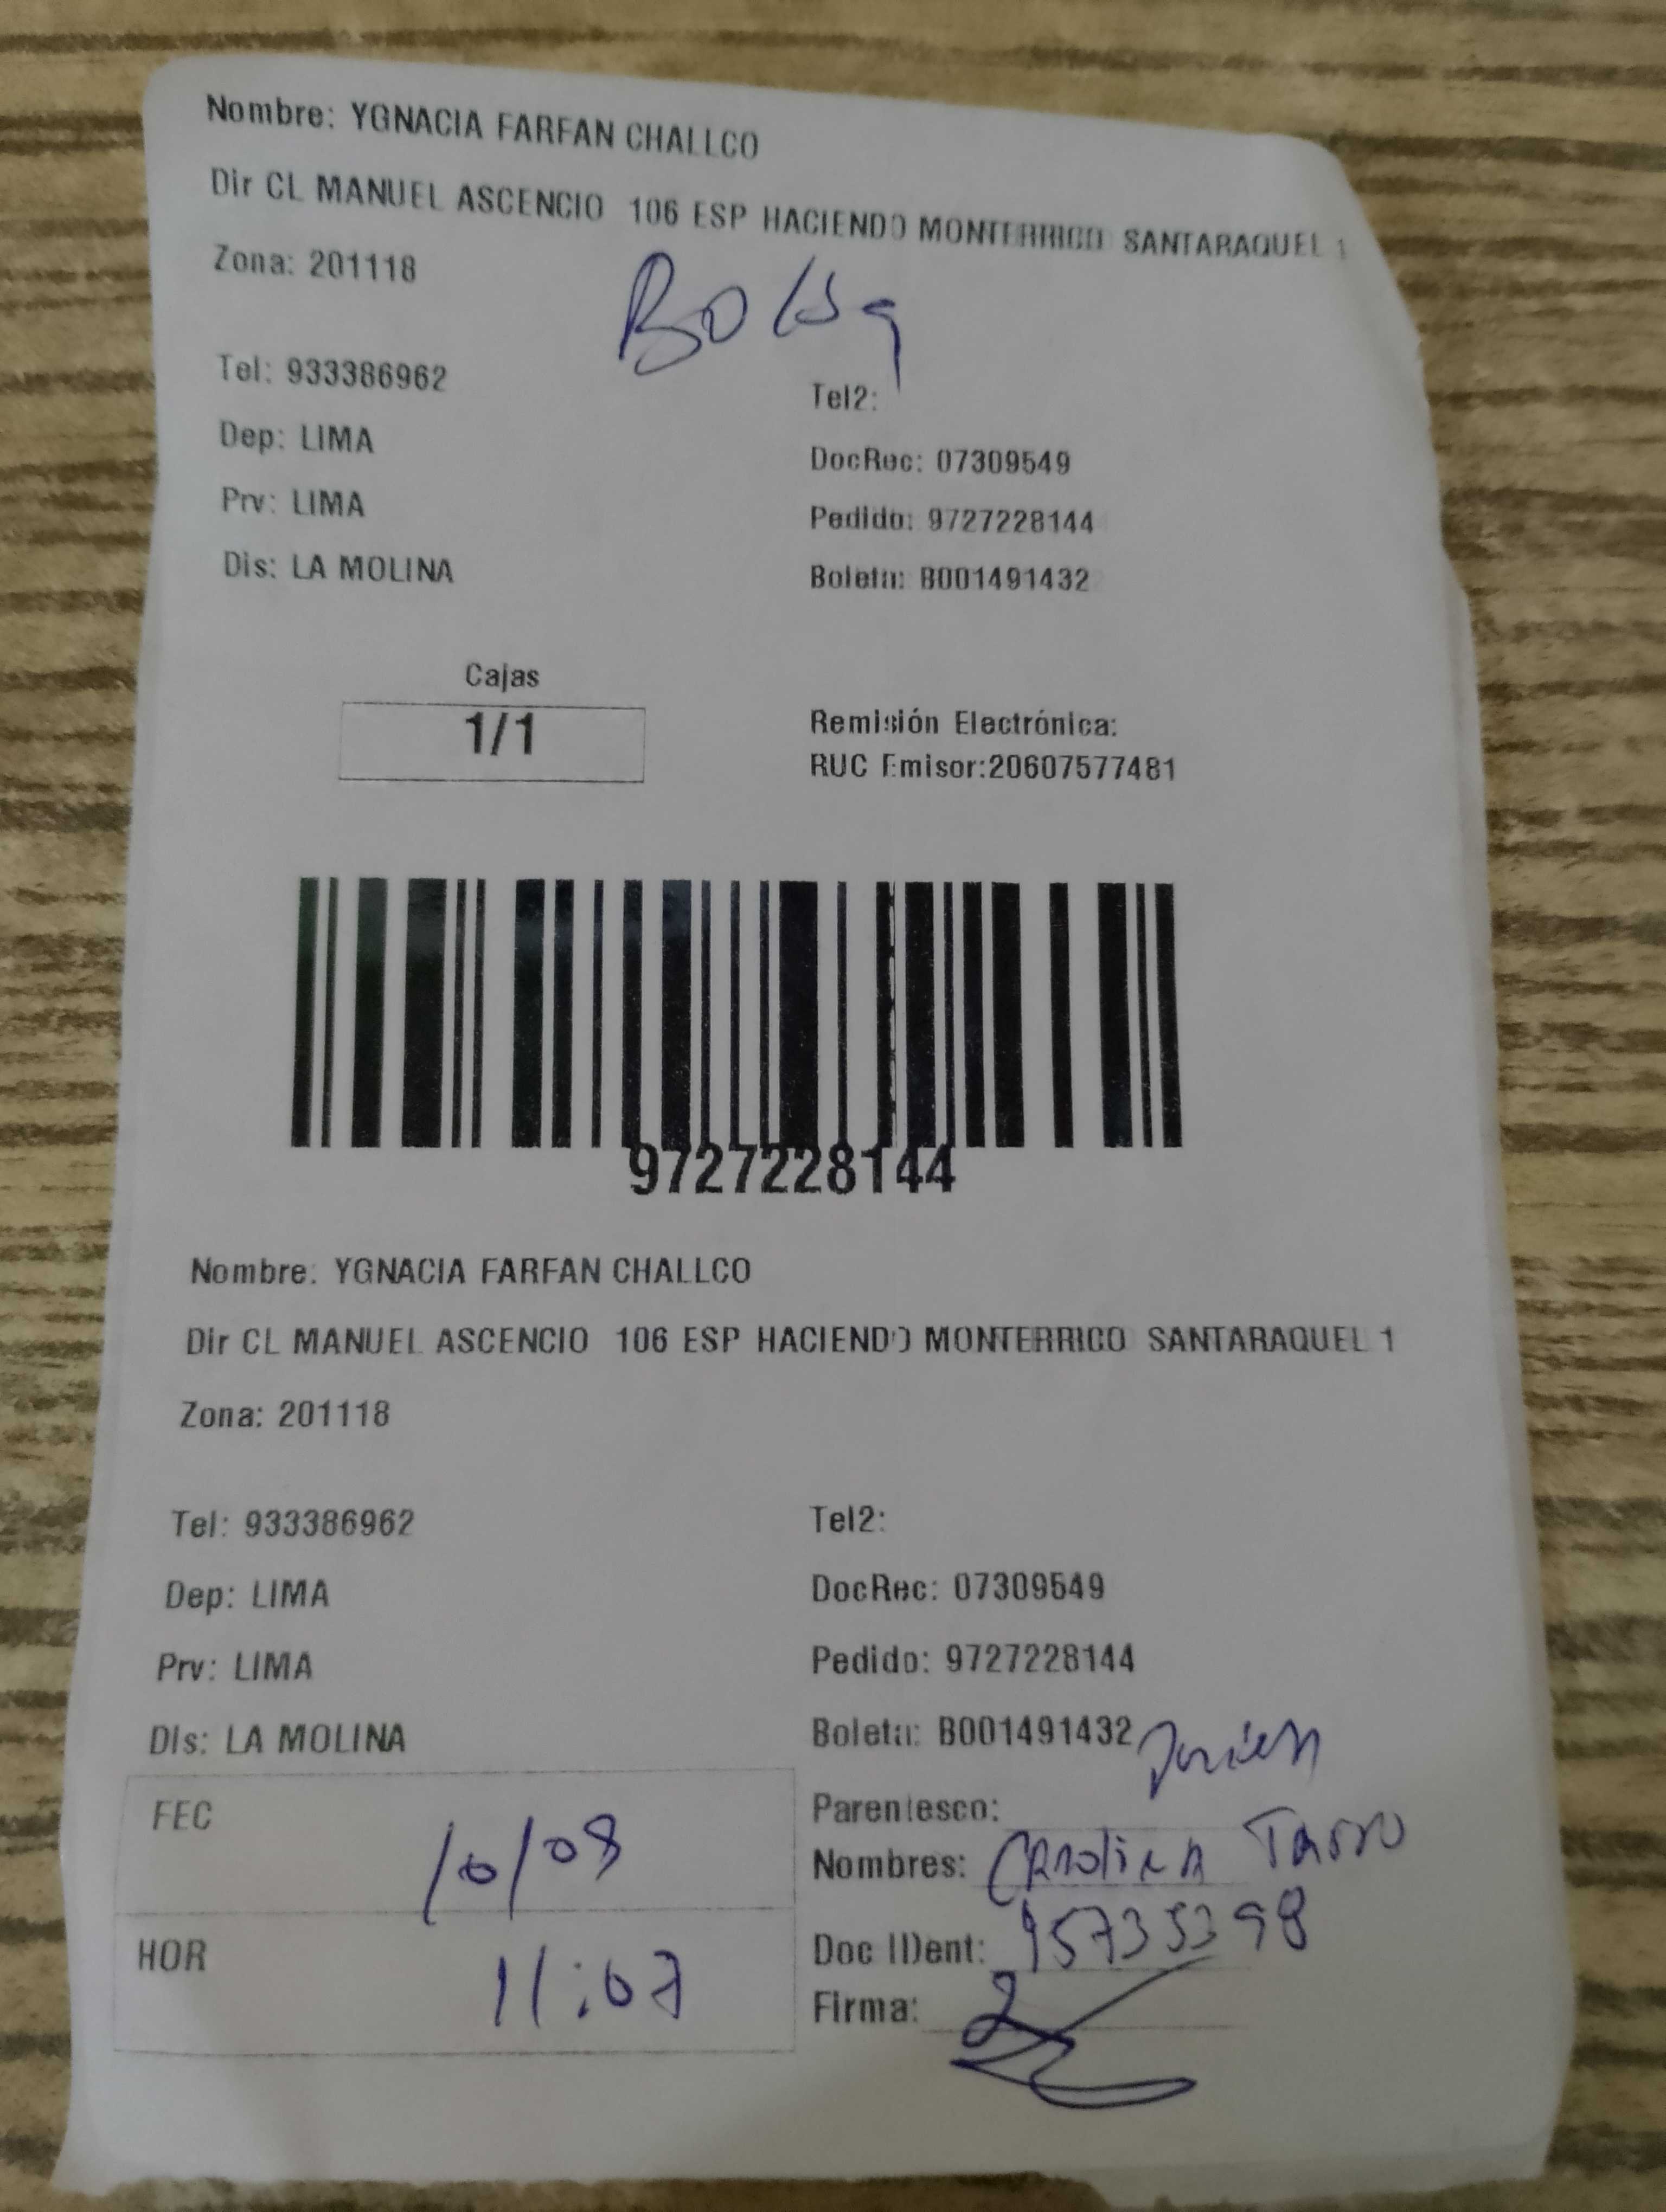 Nombre: YGNACIA FARFAN CHALLCO
Dir CL MANUEL ASCENCIO 106 ESP HACIENDO MONTERRICO SANTARAQUEL 1
Zona: 201118
Bolsa
Tel: 933386962
Tel2:
Dep: LIMA
DocRec: 07309549
Prv: LIMA
Pedido: 9727228144
Dis: LA MOLINA
Boleta: B001491432
Cajas
1/1
Remisión Electrónica:
RUC Emisor:20607577481
9727228144
Nombre: YGNACIA FARFAN CHALLCO
Dir CL MANUEL ASCENCIO 106 ESP HACIENDO MONTERRICO SANTARAQUEL 1
Zona: 201118
Tel: 933386962
Tel2:
Dep: LIMA
DocRec: 07309549
Prv: LIMA
Pedido: 9727228144
Dis: LA MOLINA
Boleta: B001491432
FEC 10/08
Parentesco:
Nombres: Carolina
HOR 11:07
Doc IDent:
Firma: